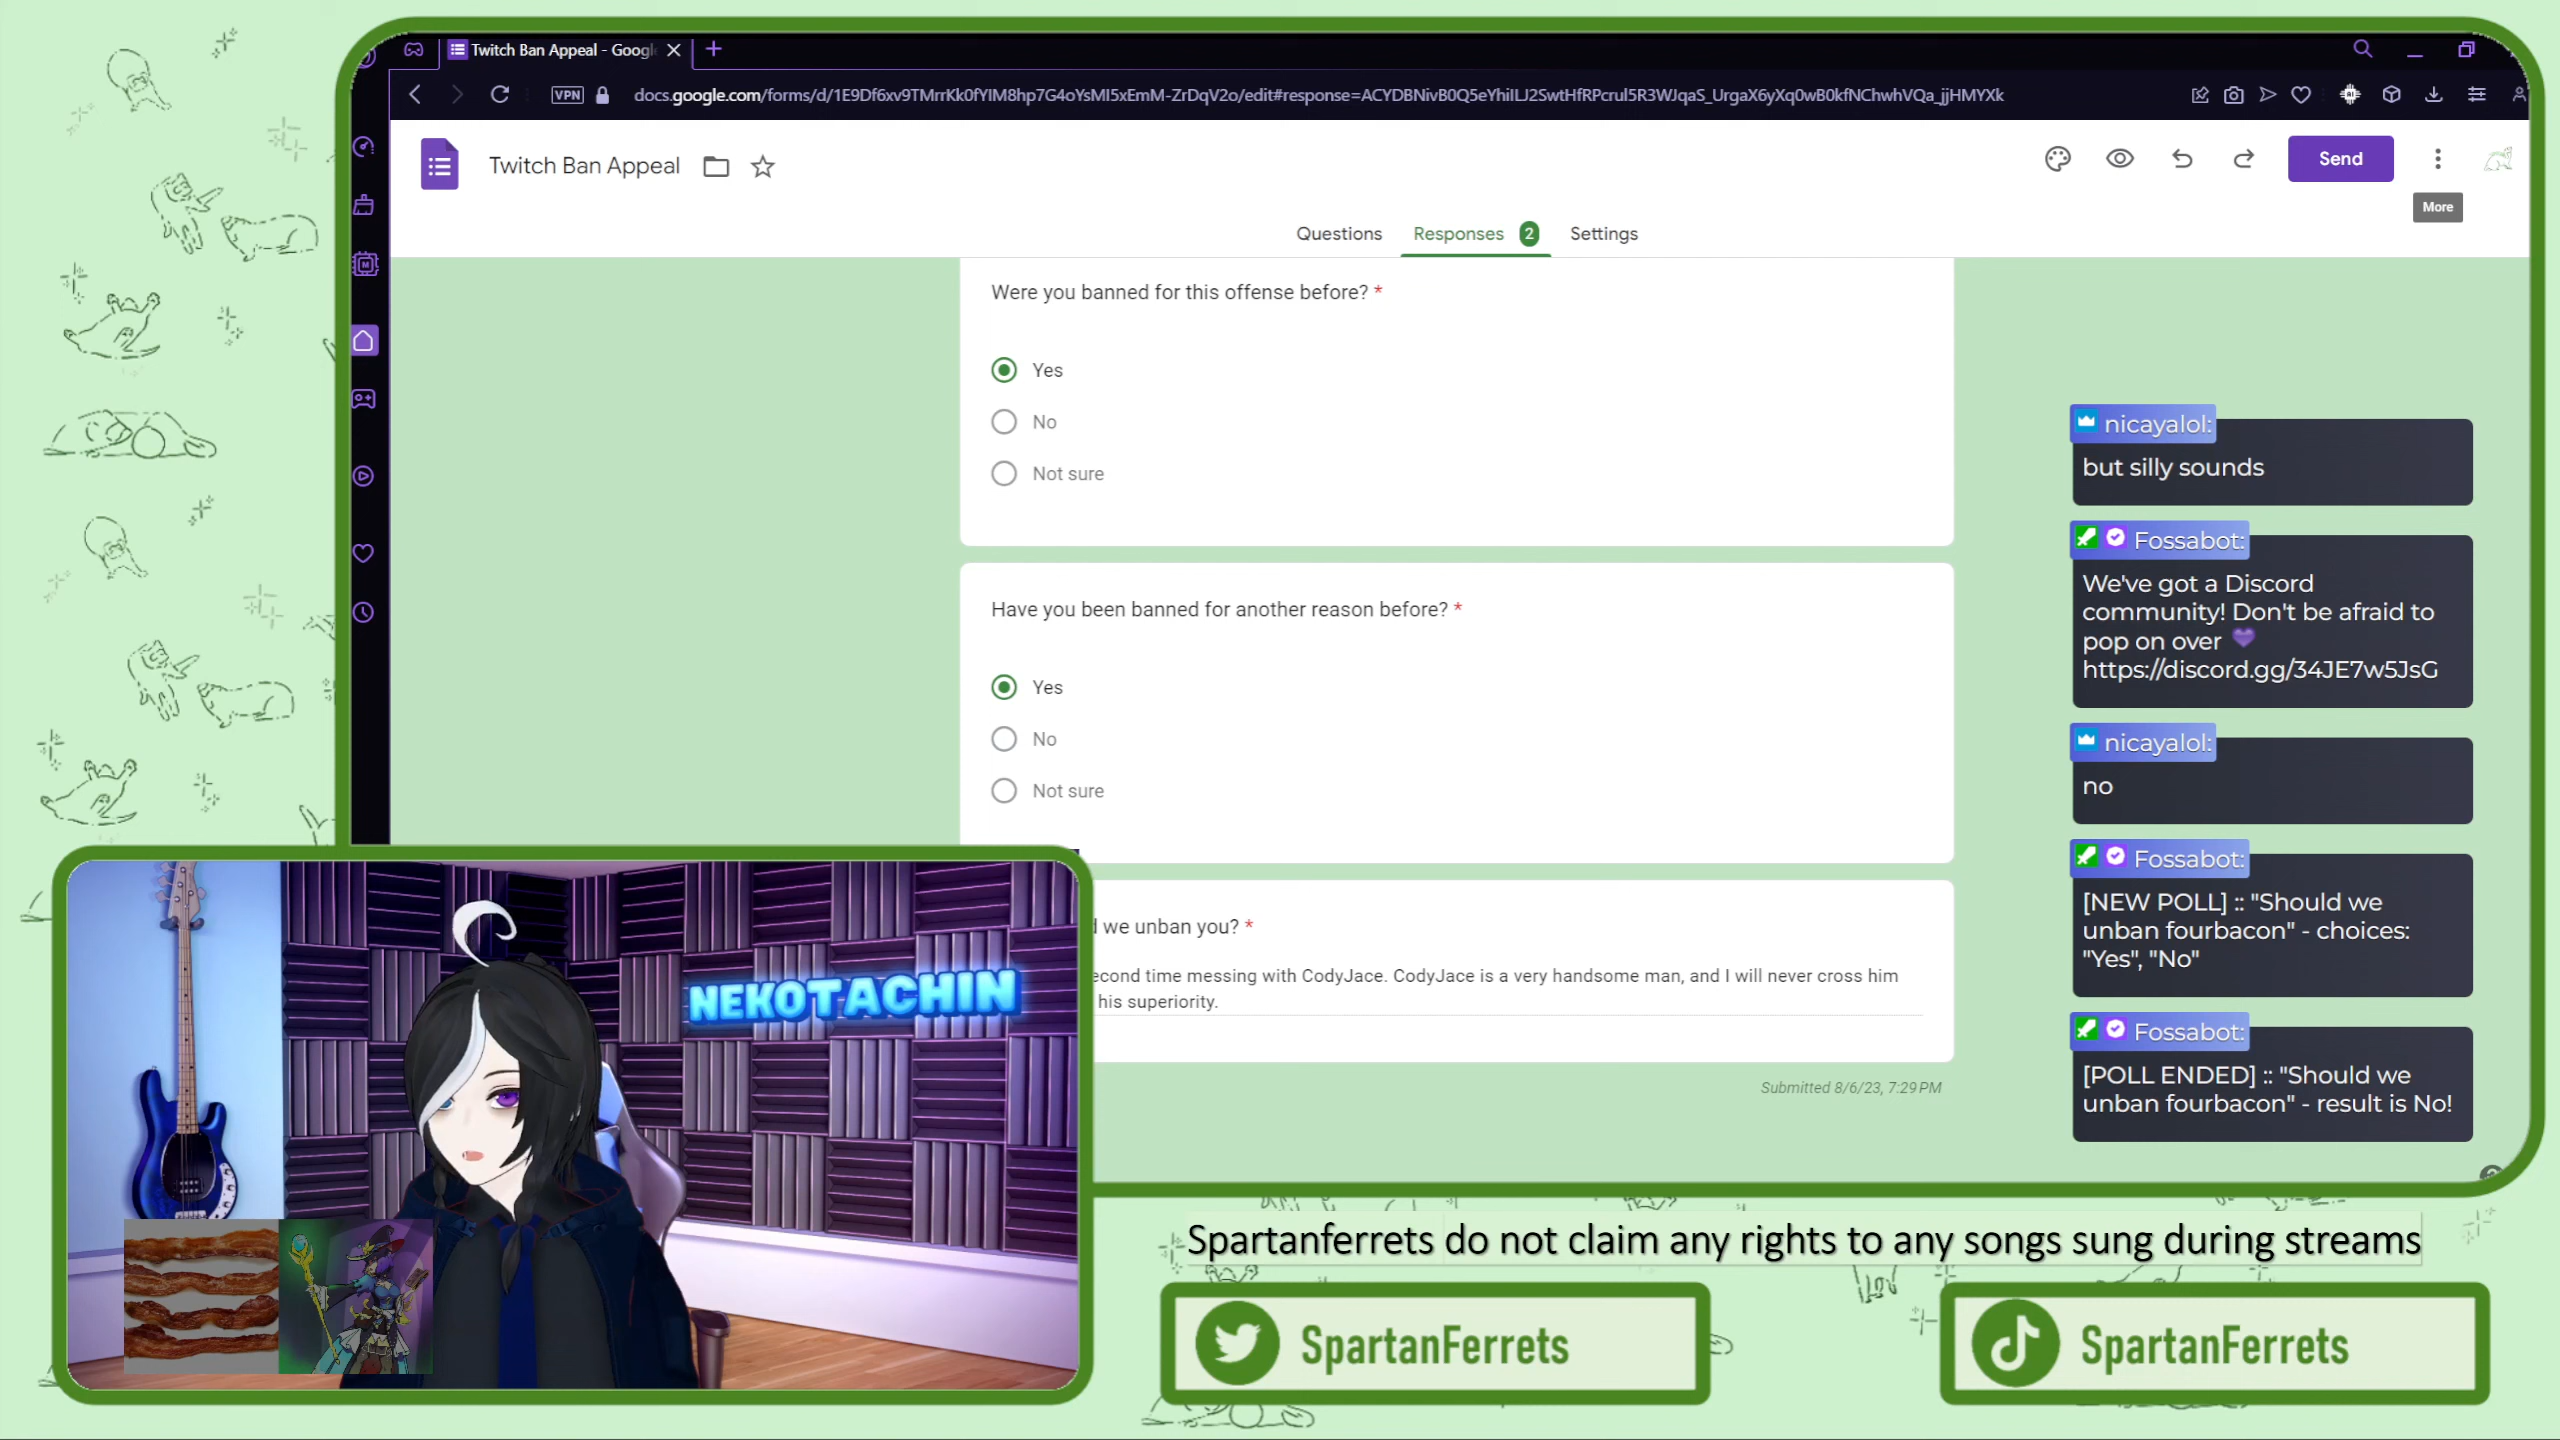 Twitch Ban Appeal - Googl
VPN
docs.google.com/forms/d/1E9Df6xv9TMrrKk0fYIM8hp7G4oYsMI5xEmM-ZrDqV2o/edit#response=ACYDBNivB0Q5eYhiILJ2SwtHfRPcrul5R3WJqaS_UrgaX6yXq0wB0kfNChwhVQa_jjHMYXk
Twitch Ban Appeal
Send
More
Questions
Responses 2
Settings
Were you banned for this offense before? *
Yes
No
Not sure
Have you been banned for another reason before? *
Yes
No
Not sure
we unban you? *
econd time messing with CodyJace. CodyJace is a very handsome man, and I will never cross him
his superiority.
Submitted 8/6/23, 7:29 PM
nicayalol:
but silly sounds
Fossabot:
We've got a Discord
community! Don't be afraid to
pop on over 💜
https://discord.gg/34JE7w5JsG
nicayalol:
no
Fossabot:
[NEW POLL] :: "Should we
unban fourbacon" - choices:
"Yes", "No"
Fossabot:
[POLL ENDED] :: "Should we
unban fourbacon" - result is No!
NEKOTACHIN
Spartanferrets do not claim any rights to any songs sung during streams
SpartanFerrets
SpartanFerrets